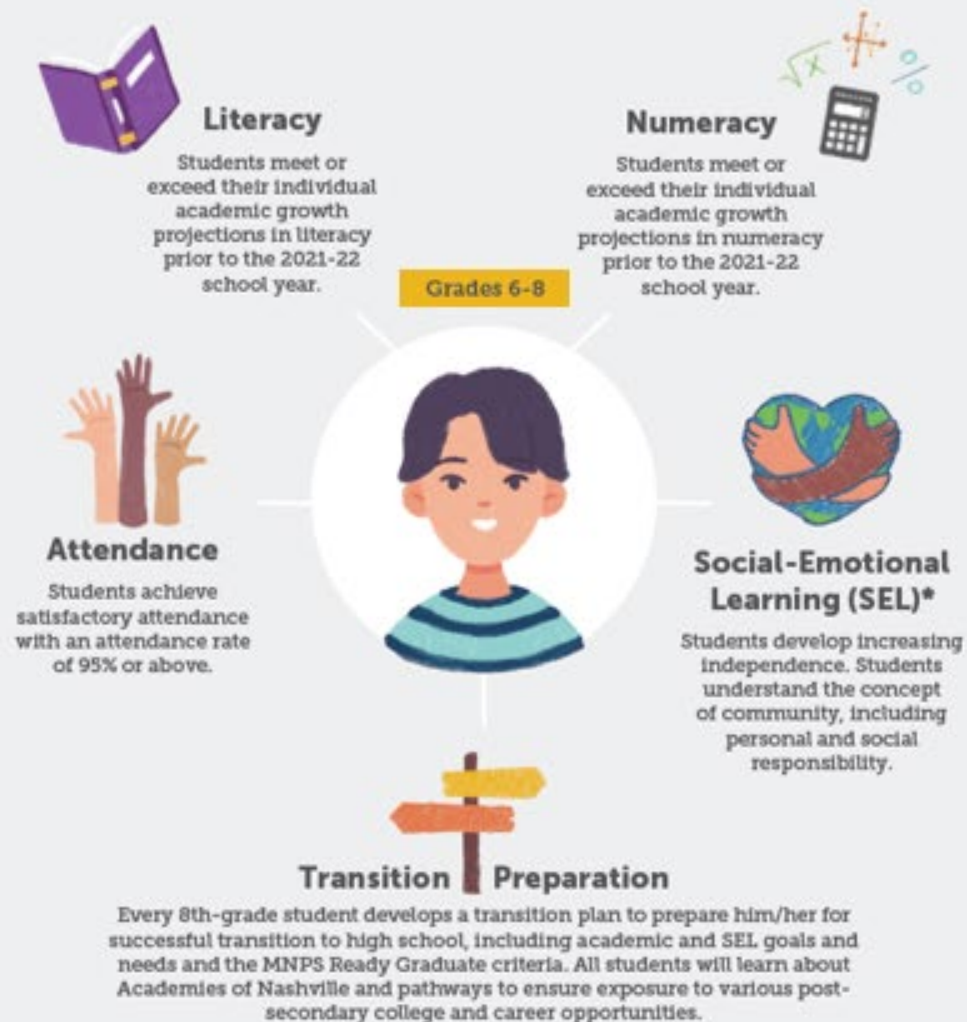 Literacy
Students meet or
exceed their individual
academic growth
projections in literacy
prior to the 2021-22
school year.
Numeracy
Students meet or
exceed their individual
academic growth
projections in numeracy
prior to the 2021-22
school year.
Grades 6-8
Attendance
Students achieve
satisfactory attendance
with an attendance rate
of 95% or above.
Social-Emotional
Learning (SEL)*
Students develop increasing
independence. Students
understand the concept
of community, including
personal and social
responsibility.
Transition Preparation
Every 8th-grade student develops a transition plan to prepare him/her for
successful transition to high school, including academic and SEL goals and
needs and the MNPS Ready Graduate criteria. All students will learn about
Academies of Nashville and pathways to ensure exposure to various post-
secondary college and career opportunities.